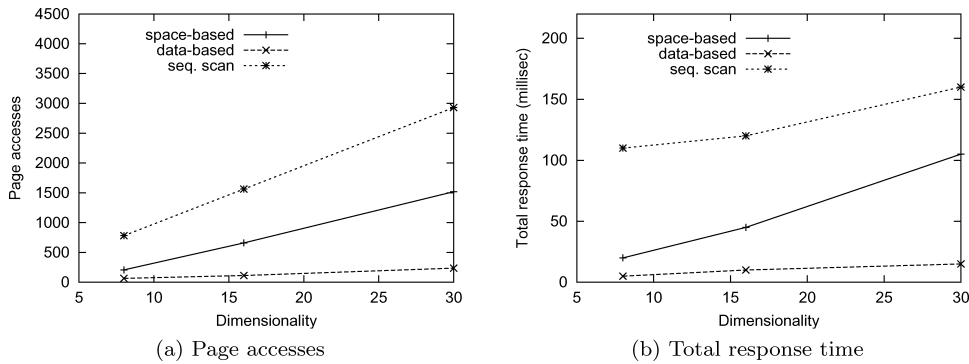 4500
4000
3500
3000
2500
2000
1500
1000
500
0
5
10
15
20
25
30
Page accesses
Dimensionality
space-based
data-based
seq. scan
(a) Page accesses
200
150
100
50
0
5
10
15
20
25
30
Total response time (millisec)
Dimensionality
space-based
data-based
seq. scan
(b) Total response time